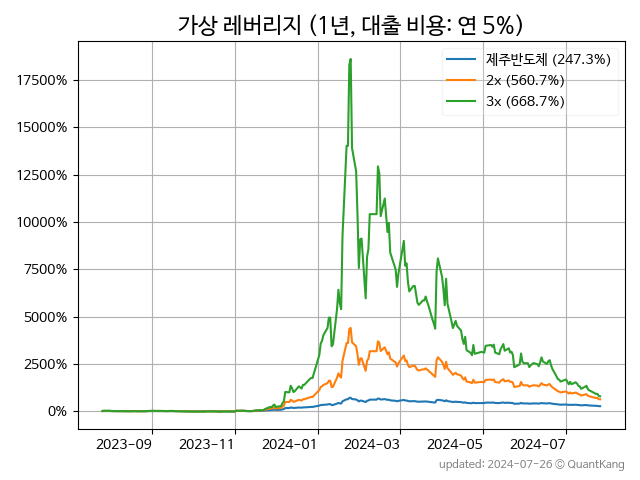 가상 레버리지 (1년, 대출 비용: 연 5%)
제주반도체 (247.3%)
2x (560.7%)
3x (668.7%)
17500%
15000%
12500%
10000%
7500%
5000%
2500%
0%
2023-09 2023-11 2024-01 2024-03 2024-05 2024-07
updated: 2024-07-26 © QuantKang